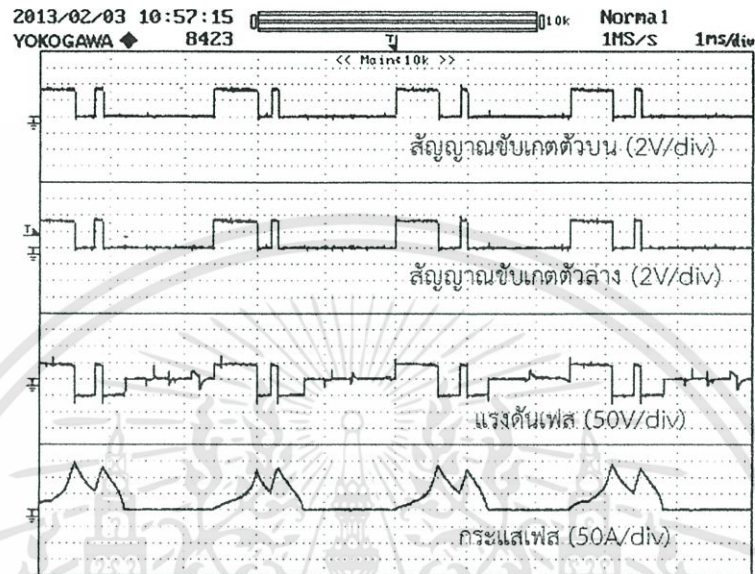 2013/02/03 10:57:15 10k Normal
YOKOGAWA 8423 1MS/s 1ms/div
<< Main:10k >>
สัญญาณขับเกตตัวบน (2V/div)
สัญญาณขับเกตตัวล่าง (2V/div)
แรงดันเฟส (50V/div)
กระแสเฟส (50A/div)